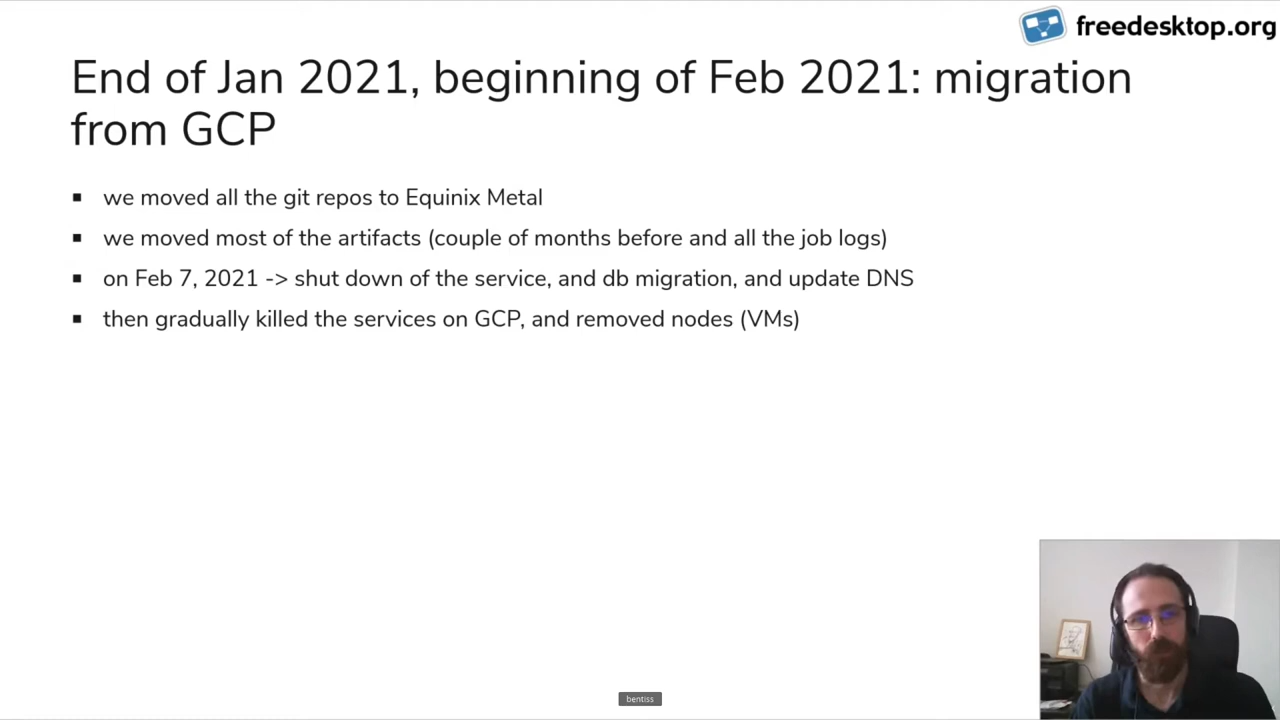 freedesktop.org
End of Jan 2021, beginning of Feb 2021: migration
from GCP
▪ we moved all the git repos to Equinix Metal
▪ we moved most of the artifacts (couple of months before and all the job logs)
▪ on Feb 7, 2021 -> shut down of the service, and db migration, and update DNS
▪ then gradually killed the services on GCP, and removed nodes (VMs)
bentiss